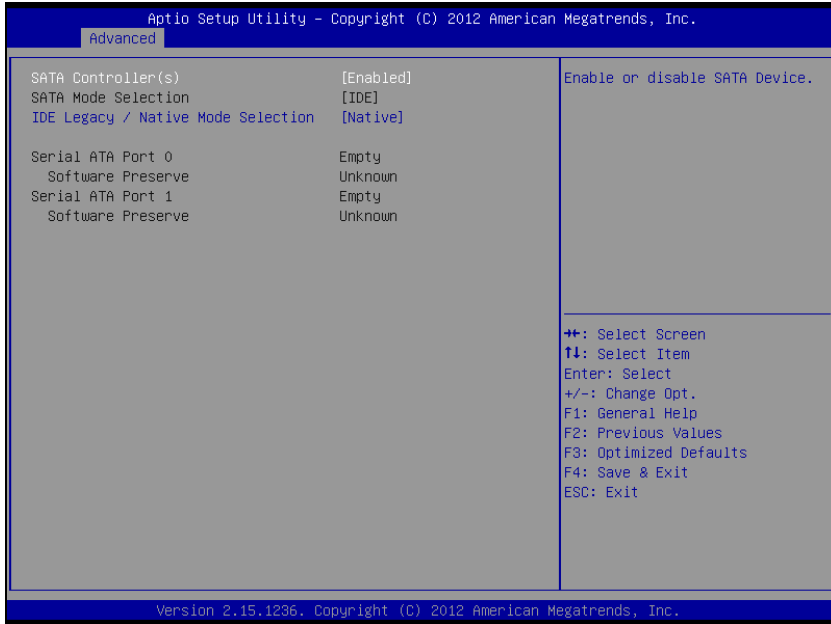 Aptio Setup Utility – Copyright (C) 2012 American Megatrends, Inc.
Advanced
SATA Controller(s) [Enabled]
SATA Mode Selection [IDE]
IDE Legacy / Native Mode Selection [Native]
Serial ATA Port 0 Empty
Software Preserve Unknown
Serial ATA Port 1 Empty
Software Preserve Unknown
Enable or disable SATA Device.
→←: Select Screen
↑↓: Select Item
Enter: Select
+/-: Change Opt.
F1: General Help
F2: Previous Values
F3: Optimized Defaults
F4: Save & Exit
ESC: Exit
Version 2.15.1236. Copyright (C) 2012 American Megatrends, Inc.